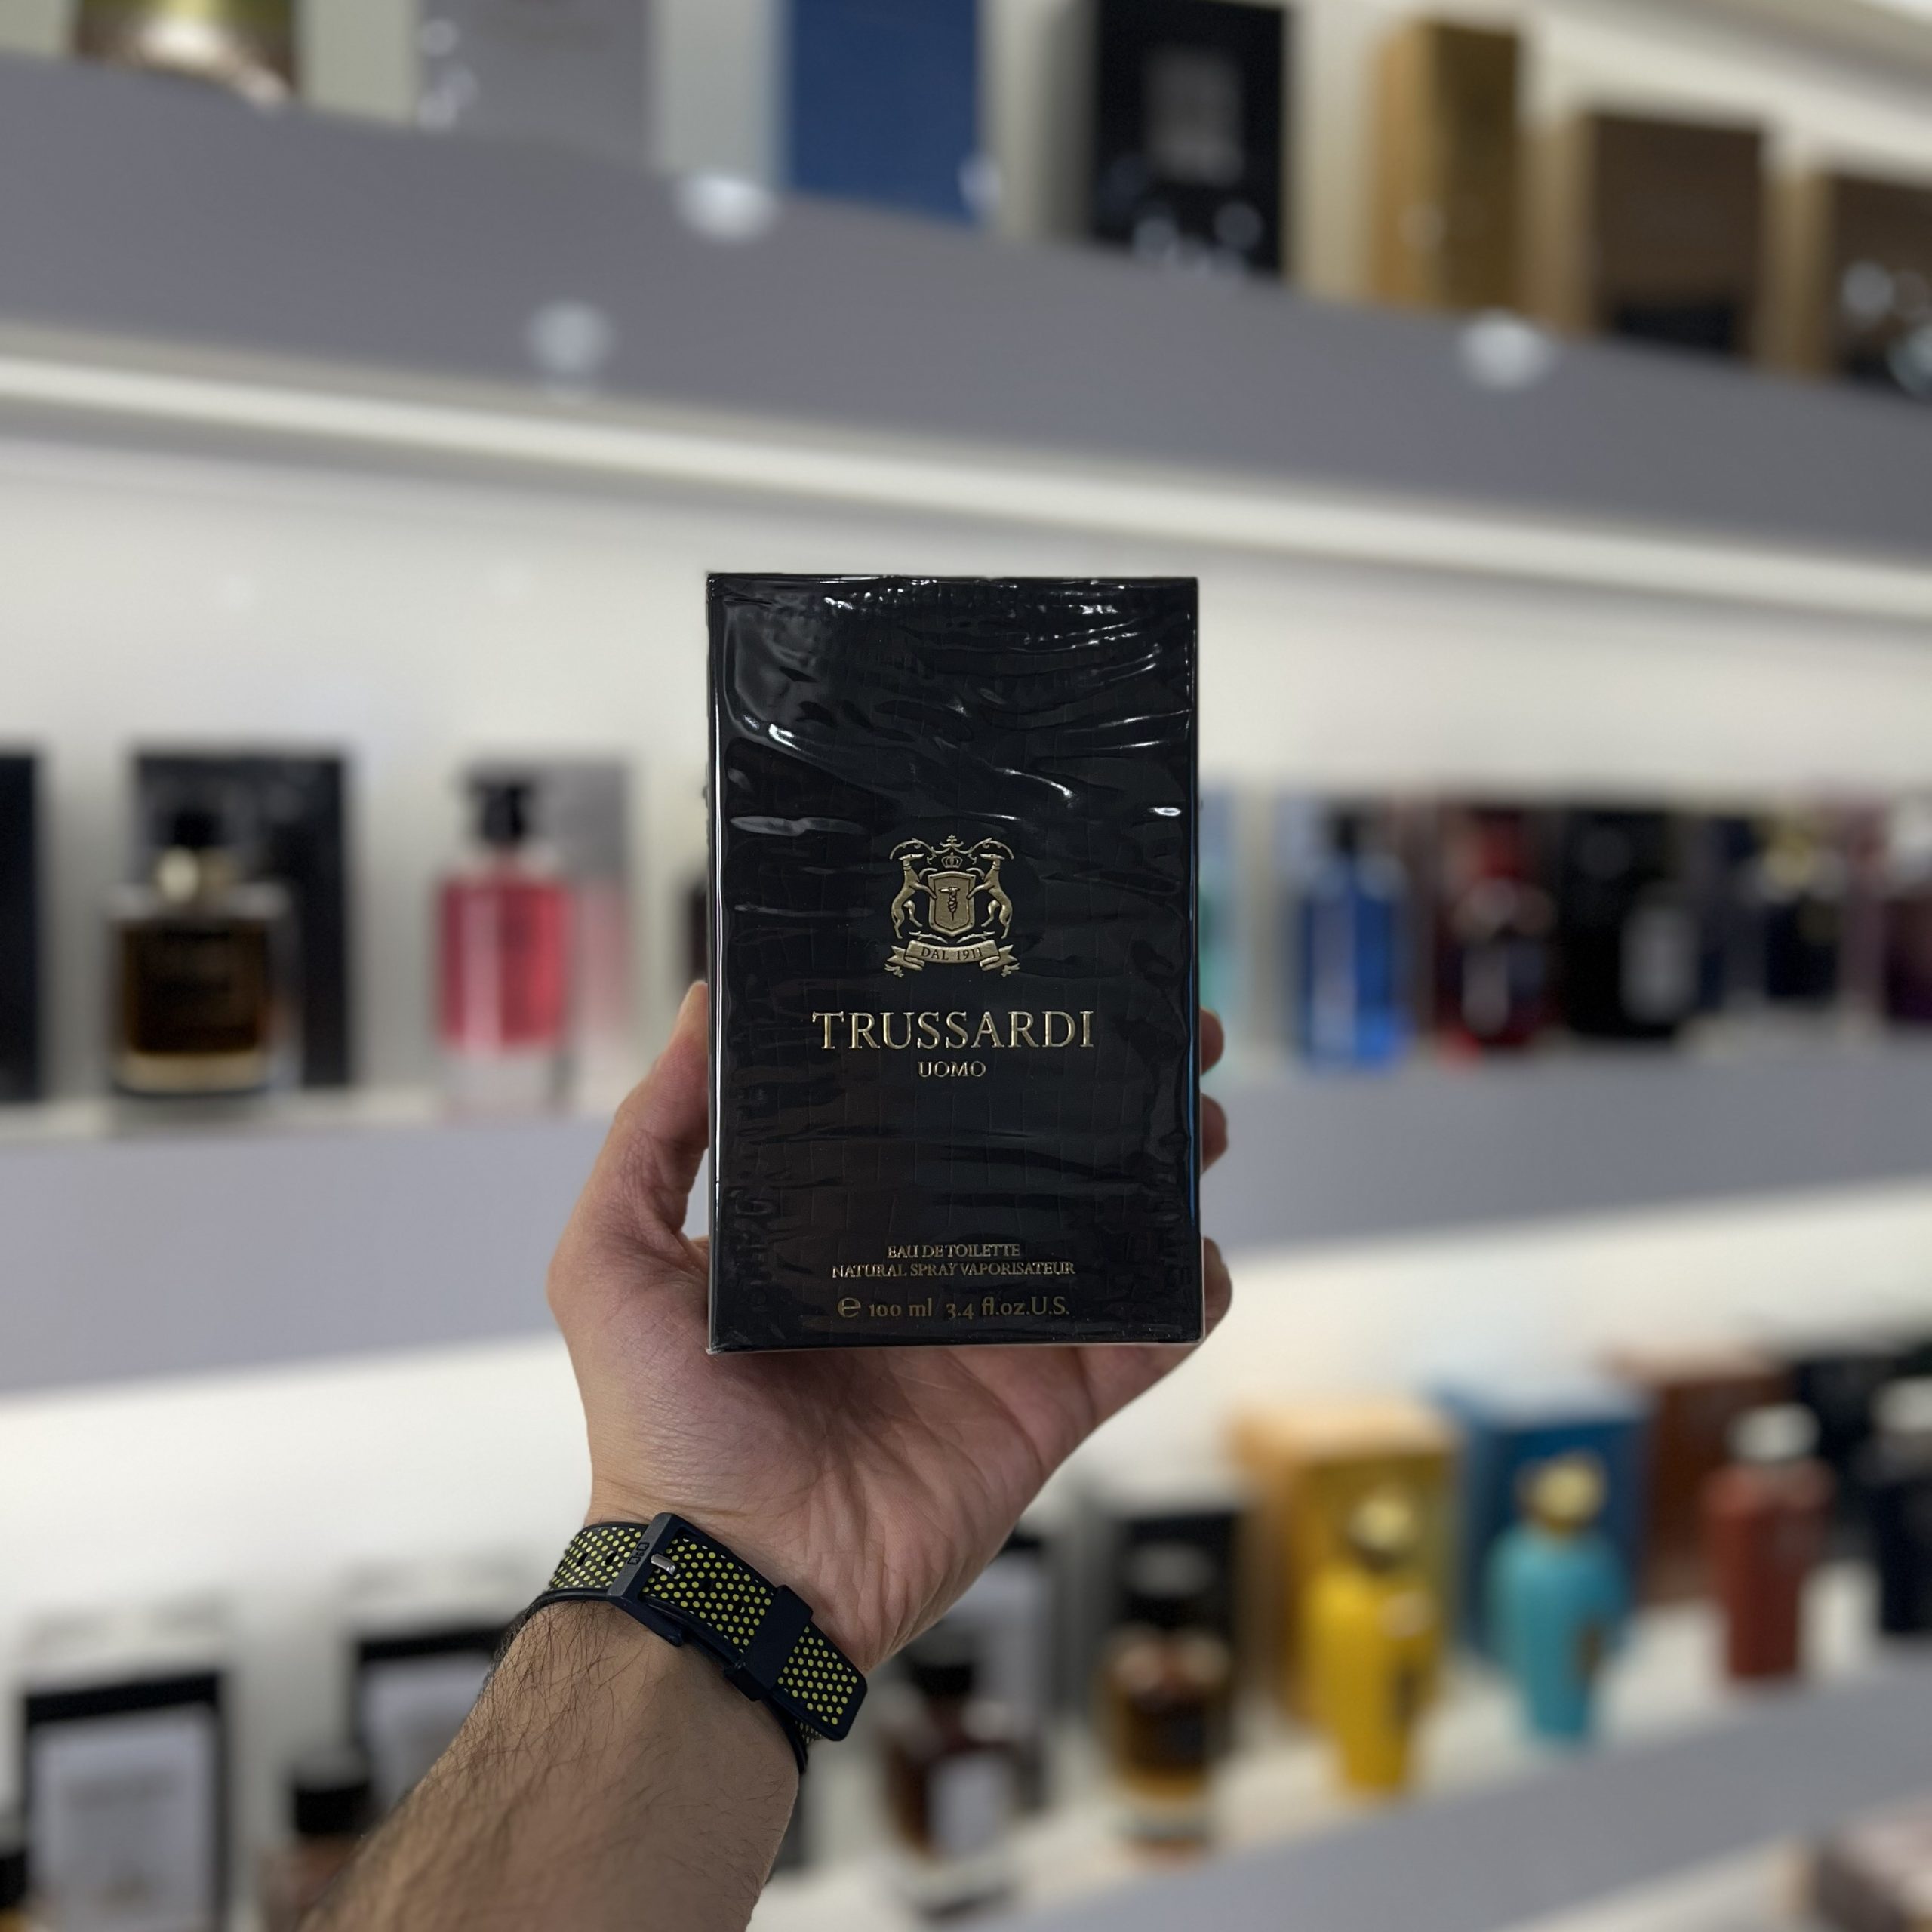 DAL 1911
TRUSSARDI
UOMO
EAU DE TOILETTE
NATURAL SPRAY VAPORISATEUR
e 100 ml 3.4 fl.oz.U.S.